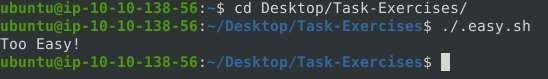 ubuntu@ip-10-10-138-56:~$ cd Desktop/Task-Exercises/
ubuntu@ip-10-10-138-56:~/Desktop/Task-Exercises$ ./.easy.sh
Too Easy!
ubuntu@ip-10-10-138-56:~/Desktop/Task-Exercises$